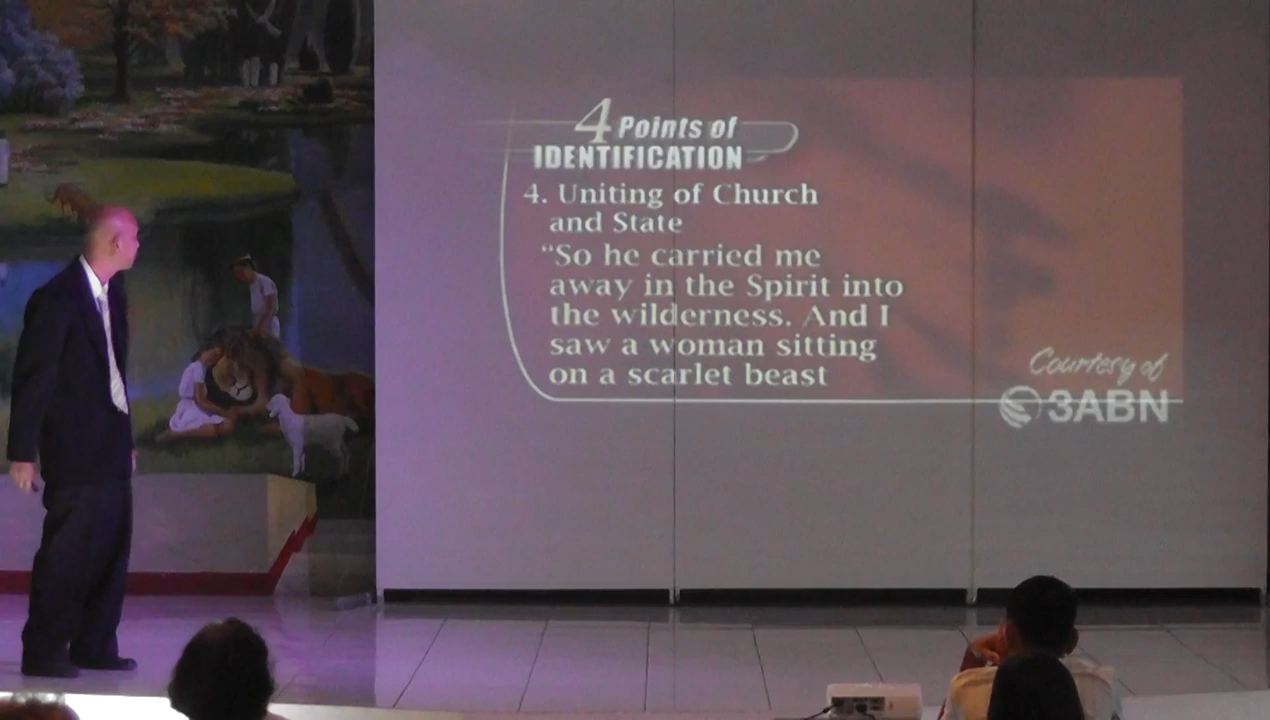 4 Points of
IDENTIFICATION
4. Uniting of Church
and State
“So he carried me
away in the Spirit into
the wilderness. And I
saw a woman sitting
on a scarlet beast
Courtesy of
3ABN